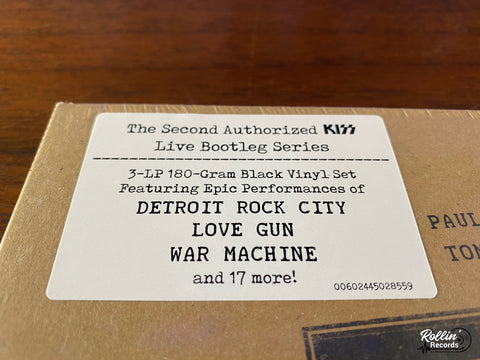 The Second Authorized KISS
Live Bootleg Series
3-LP 180-Gram Black Vinyl Set
Featuring Epic Performances of
DETROIT ROCK CITY
LOVE GUN
WAR MACHINE
and 17 more!
00602445028559
PAUL
TOM
Rollin'
Records